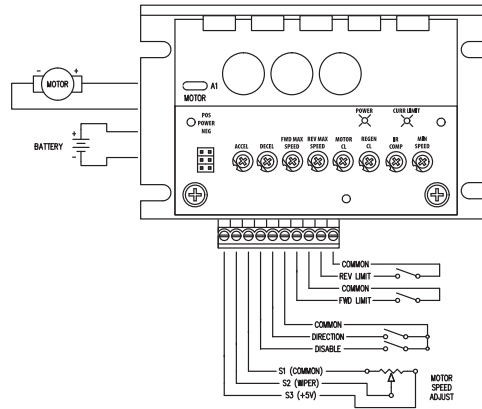 A1
MOTOR
- +
MOTOR
POS
POWER
NEG
POWER
CURR LIMIT
ACCEL
DECEL
FWD MAX
SPEED
REV MAX
SPEED
MOTOR
CL
REGEN
CL
IR
COMP
MIN
SPEED
+
BATTERY
-
COMMON
REV LIMIT
COMMON
FWD LIMIT
COMMON
DIRECTION
DISABLE
S1 (COMMON)
S2 (WIPER)
S3 (+5V)
MOTOR
SPEED
ADJUST